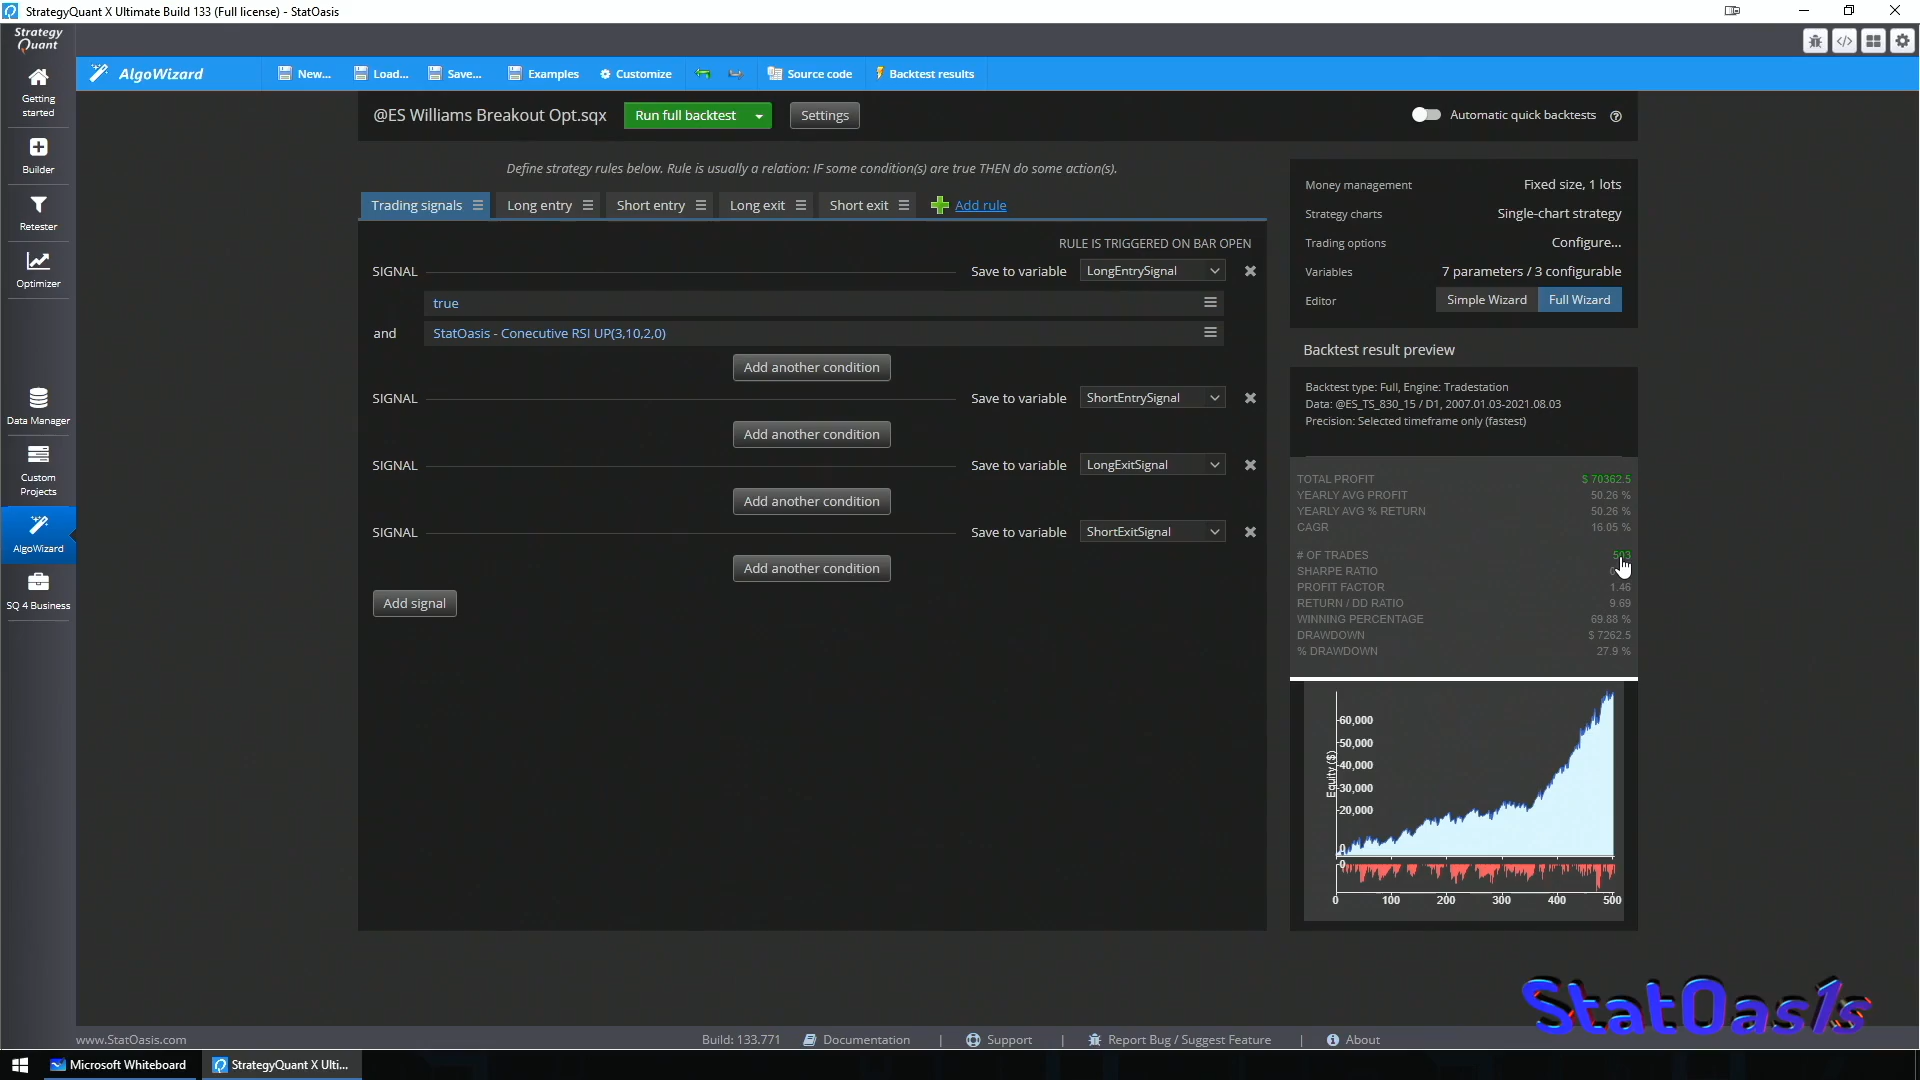 StrategyQuant X Ultimate Build 133 (Full license) - StatOasis
Strategy
Quant
AlgoWizard
New...
Load...
Save...
Examples
Customize
Source code
Backtest results
Getting
started
Builder
Retester
Optimizer
Data Manager
Custom
Projects
AlgoWizard
SQ 4 Business
@ES Williams Breakout Opt.sqx
Run full backtest
Settings
Automatic quick backtests
Define strategy rules below. Rule is usually a relation: IF some condition(s) are true THEN do some action(s).
Trading signals
Long entry
Short entry
Long exit
Short exit
Add rule
RULE IS TRIGGERED ON BAR OPEN
SIGNAL
Save to variable
LongEntrySignal
true
and
StatOasis - Conecutive RSI UP(3,10,2,0)
Add another condition
SIGNAL
Save to variable
ShortEntrySignal
Add another condition
SIGNAL
Save to variable
LongExitSignal
Add another condition
SIGNAL
Save to variable
ShortExitSignal
Add another condition
Add signal
Money management
Fixed size, 1 lots
Strategy charts
Single-chart strategy
Trading options
Configure...
Variables
7 parameters / 3 configurable
Editor
Simple Wizard
Full Wizard
Backtest result preview
Backtest type: Full, Engine: Tradestation
Data: @ES_TS_830_15 / D1, 2007.01.03-2021.08.03
Precision: Selected timeframe only (fastest)
TOTAL PROFIT $ 70362.5
YEARLY AVG PROFIT 50.26 %
YEARLY AVG % RETURN 50.26 %
CAGR 16.05 %
# OF TRADES 503
SHARPE RATIO
PROFIT FACTOR 1.46
RETURN / DD RATIO 9.69
WINNING PERCENTAGE 69.88 %
DRAWDOWN $ 7262.5
% DRAWDOWN 27.9 %
Equity ($)
60,000
50,000
40,000
30,000
20,000
0
0
0 100 200 300 400 500
StatOas1s
www.StatOasis.com
Build: 133.771
Documentation
Support
Report Bug / Suggest Feature
About
Microsoft Whiteboard
StrategyQuant X Ulti...